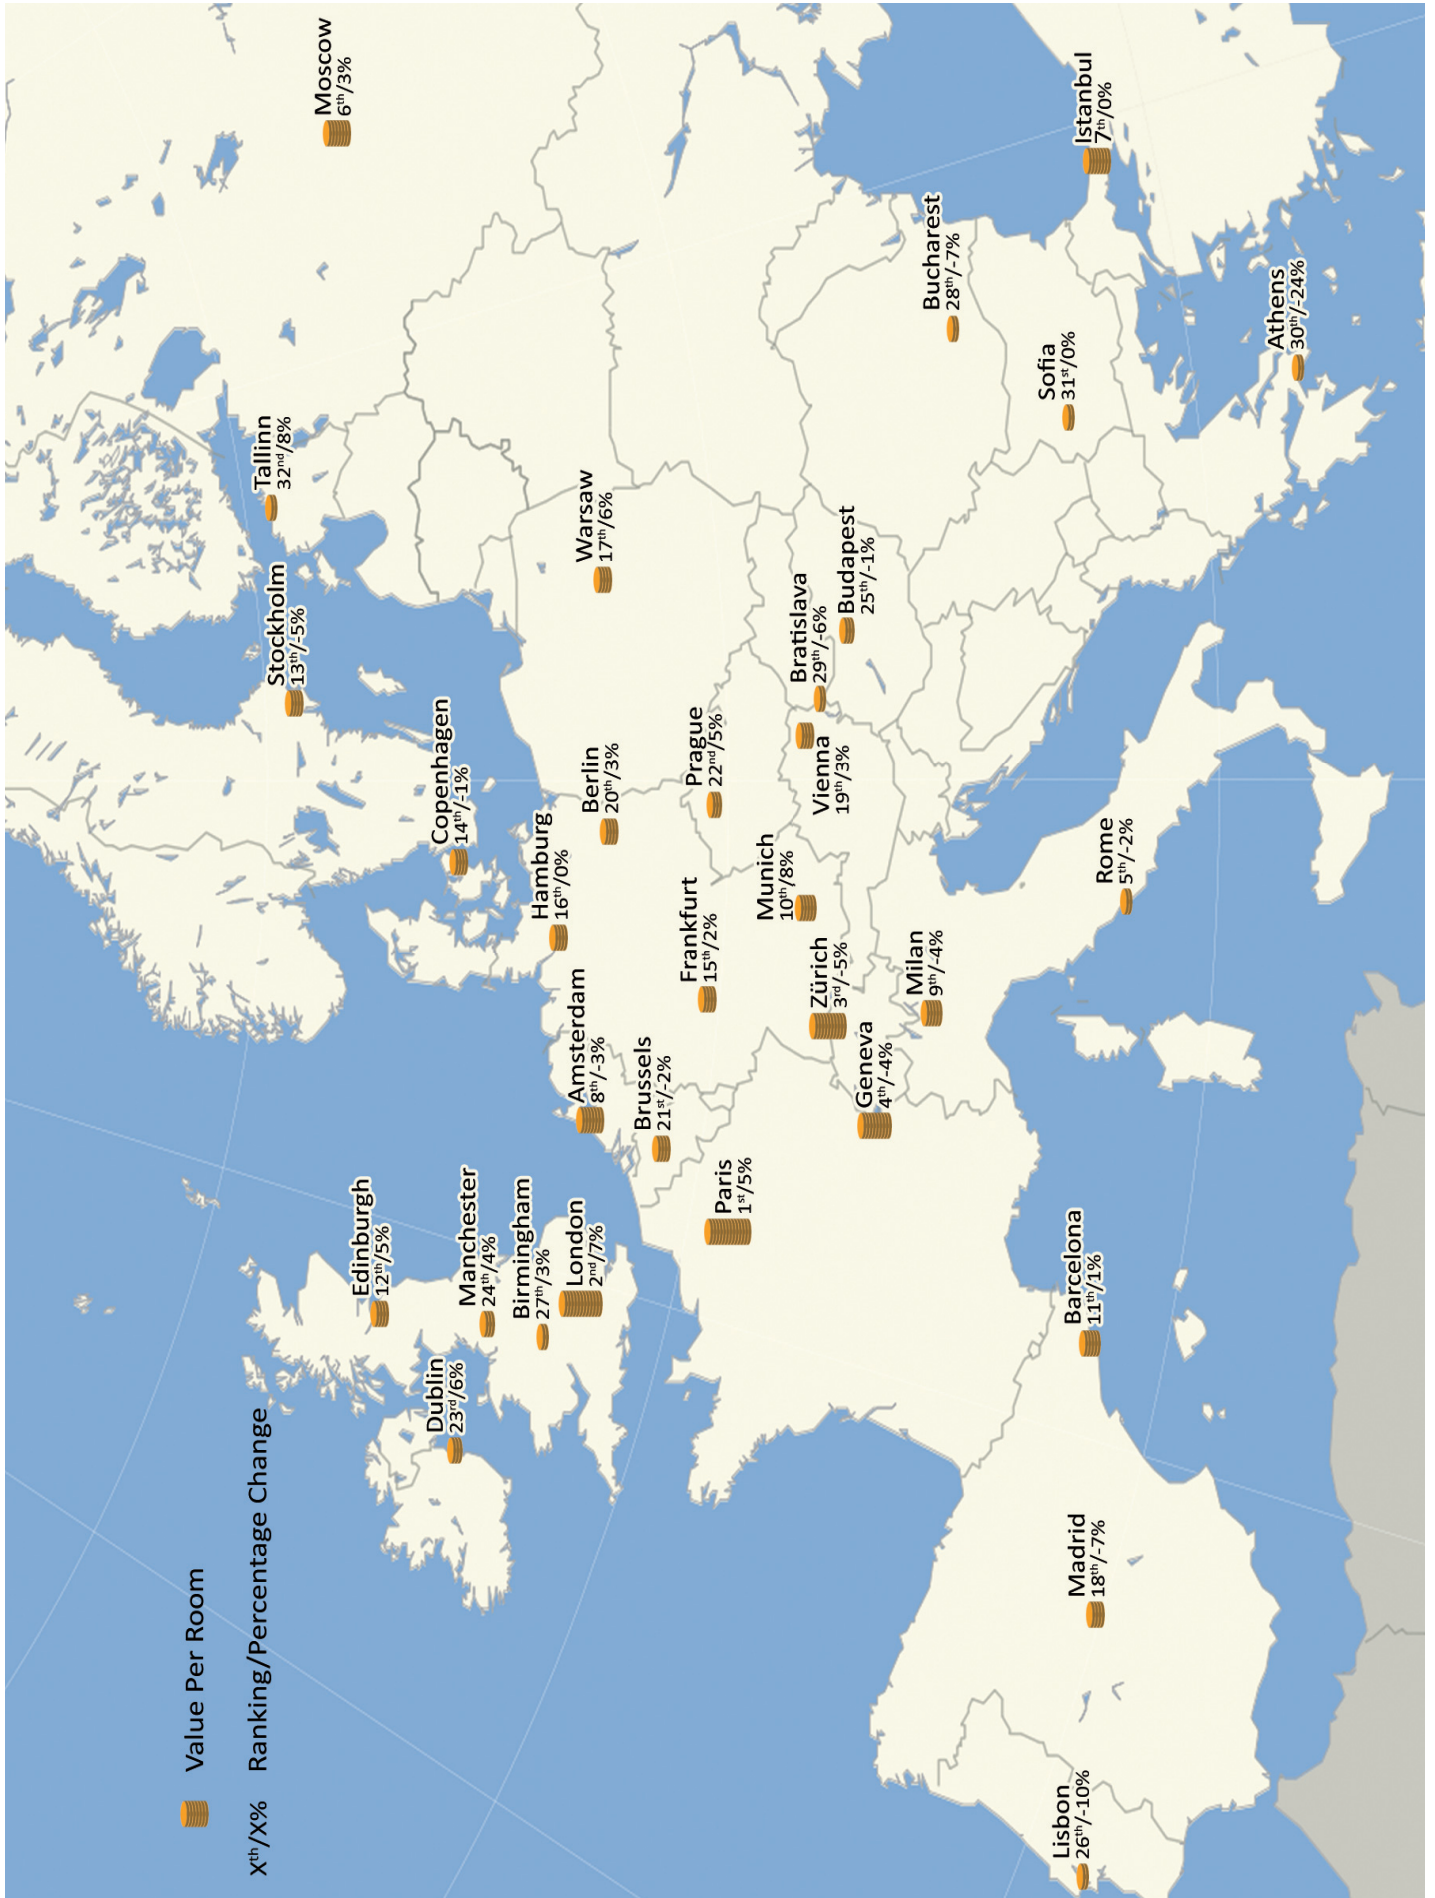 Value Per Room
Xth/X% Ranking/Percentage Change
Moscow
6th/3%
Tallinn
32nd/8%
Stockholm
13th/-5%
Edinburgh
12th/5%
Copenhagen
14th/-1%
Dublin
23rd/6%
Manchester
24th/4%
Birmingham
27th/3%
London
2nd/7%
Hamburg
16th/0%
Amsterdam
8th/-3%
Berlin
20th/3%
Warsaw
17th/6%
Brussels
21st/-2%
Frankfurt
15th/2%
Prague
22nd/5%
Paris
1st/5%
Munich
10th/8%
Vienna
19th/3%
Bratislava
29th/-6%
Budapest
25th/-1%
Zürich
3rd/-5%
Geneva
4th/-4%
Milan
9th/-4%
Bucharest
28th/-7%
Sofia
31st/0%
Istanbul
7th/0%
Rome
5th/-2%
Barcelona
11th/1%
Madrid
18th/-7%
Lisbon
26th/-10%
Athens
30th/-24%